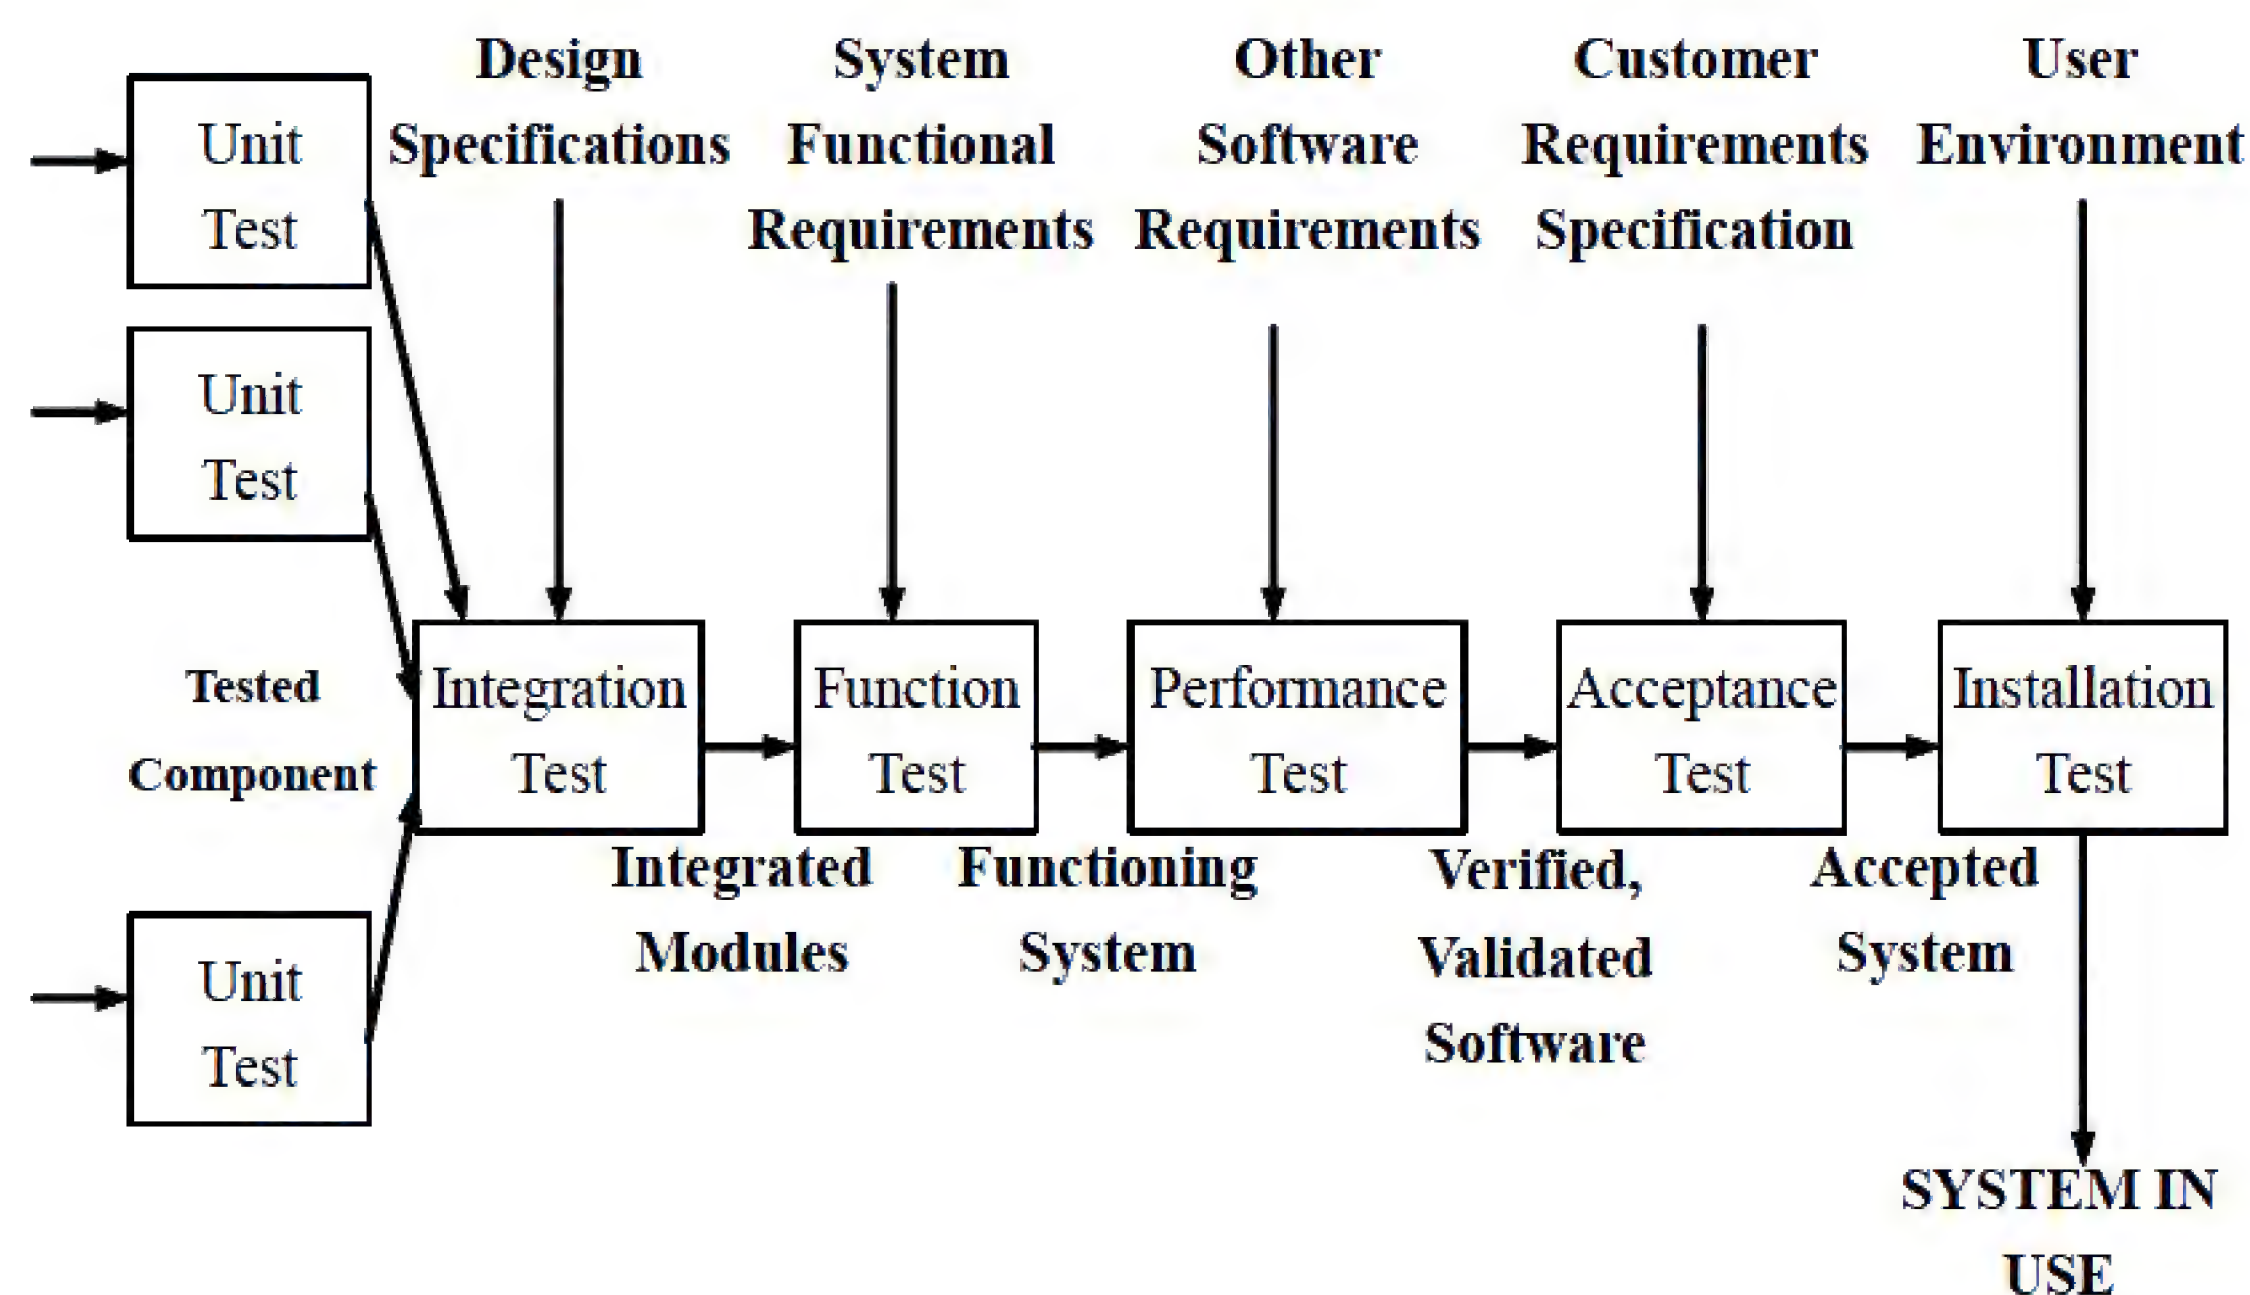 Design
Specifications
System
Functional
Requirements
Other
Software
Requirements
Customer
Requirements
Specification
User
Environment
Unit
Test
Unit
Test
Tested
Component
Unit
Test
Integration
Test
Function
Test
Performance
Test
Acceptance
Test
Installation
Test
Integrated
Modules
Functioning
System
Verified,
Validated
Software
Accepted
System
SYSTEM IN
USE